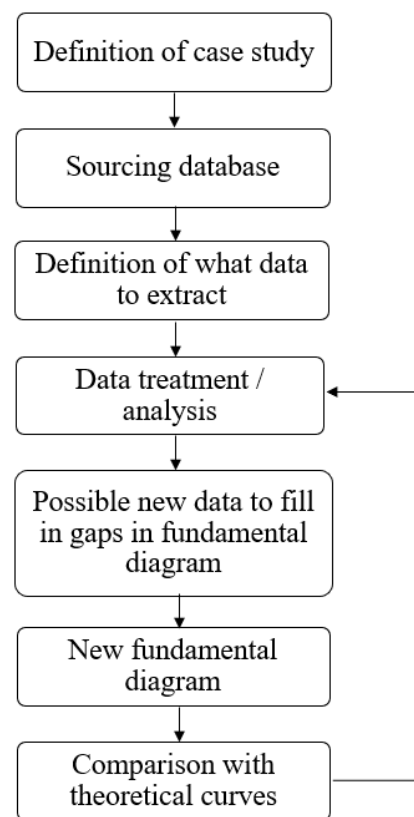 Definition of case study
Sourcing database
Definition of what data
to extract
Data treatment /
analysis
Possible new data to fill
in gaps in fundamental
diagram
New fundamental
diagram
Comparison with
theoretical curves